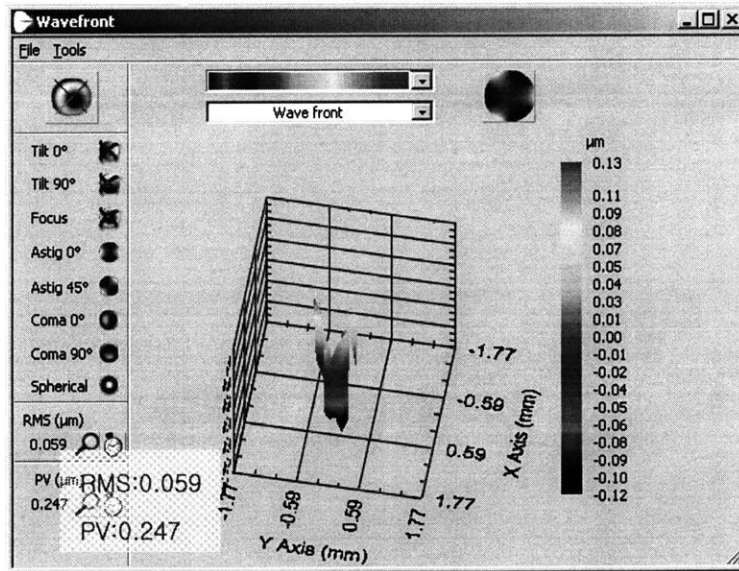 Wavefront
File Tools
Wave front
Tilt 0°
Tilt 90°
Focus
Astig 0°
Astig 45°
Coma 0°
Coma 90°
Spherical
RMS (µm)
0.059
PV (µm)
0.247
RMS:0.059
PV:0.247
µm
0.13
0.11
0.09
0.08
0.07
0.05
0.04
0.03
0.01
0.00
-0.01
-0.02
-0.04
-0.05
-0.06
-0.08
-0.09
-0.10
-0.12
-1.77
-0.59
0.59
1.77
X Axis (mm)
-1.77
-0.59
0.59
1.77
Y Axis (mm)